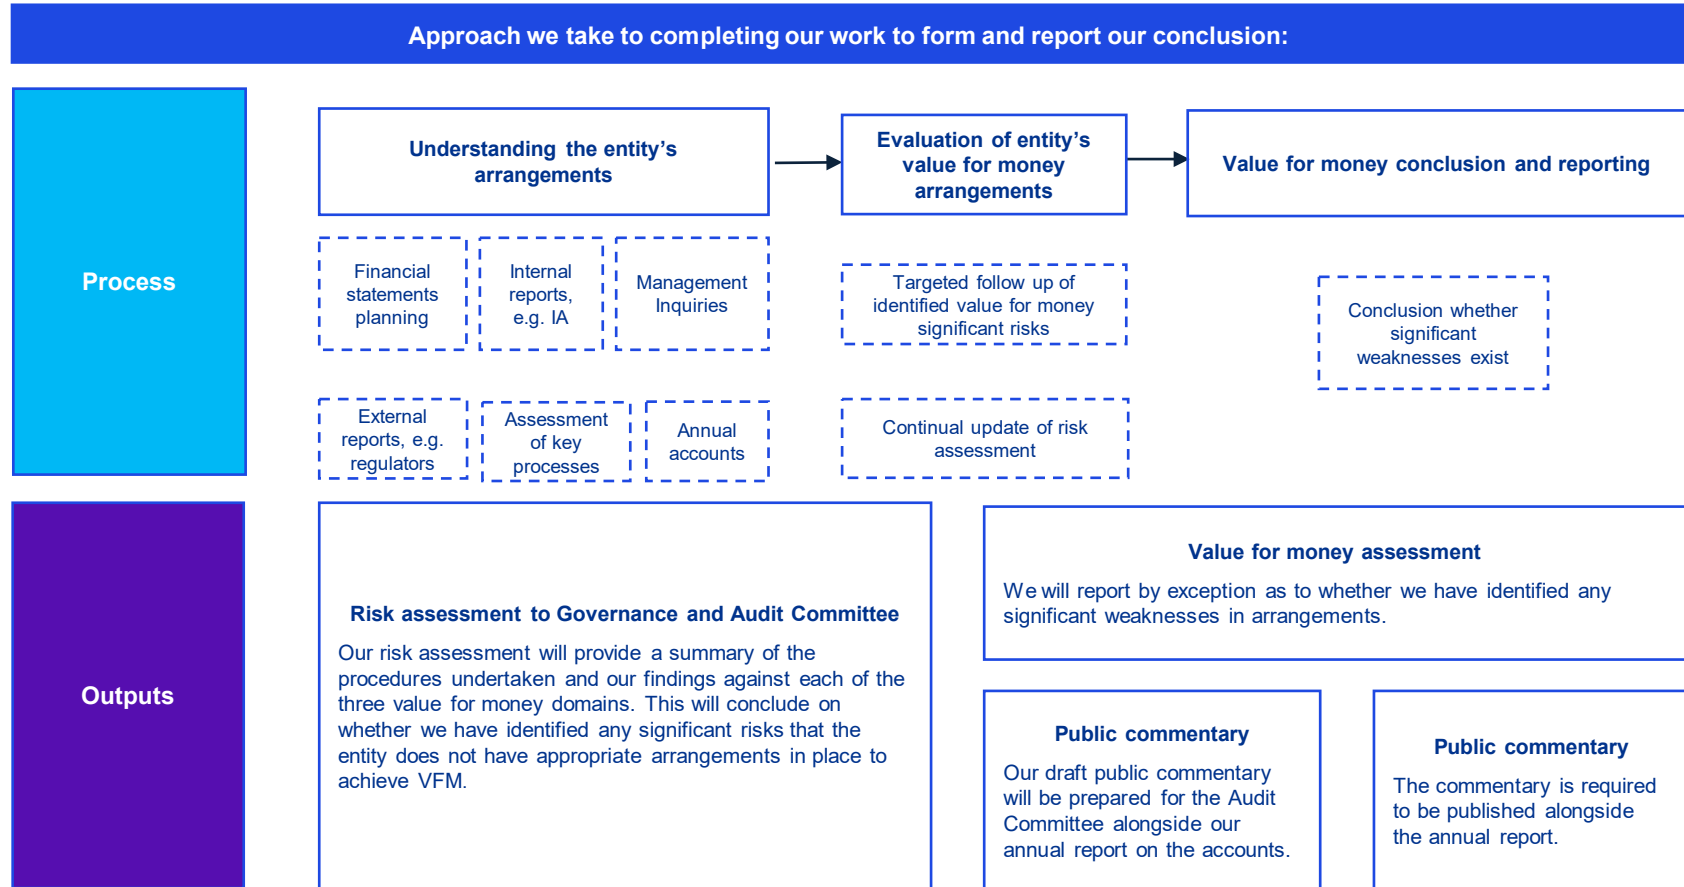 Approach we take to completing our work to form and report our conclusion:
Process
Understanding the entity's
arrangements
Evaluation of entity's
value for money
arrangements
Value for money conclusion and reporting
Financial
statements
planning
Internal
reports,
e.g. IA
Management
Inquiries
Targeted follow up of
identified value for money
significant risks
Conclusion whether
significant
weaknesses exist
External
reports, e.g.
regulators
Assessment
of key
processes
Annual
accounts
Continual update of risk
assessment
Outputs
Risk assessment to Governance and Audit Committee
Our risk assessment will provide a summary of the
procedures undertaken and our findings against each of the
three value for money domains. This will conclude on
whether we have identified any significant risks that the
entity does not have appropriate arrangements in place to
achieve VFM.
Value for money assessment
We will report by exception as to whether we have identified any
significant weaknesses in arrangements.
Public commentary
Our draft public commentary
will be prepared for the Audit
Committee alongside our
annual report on the accounts.
Public commentary
The commentary is required
to be published alongside
the annual report.